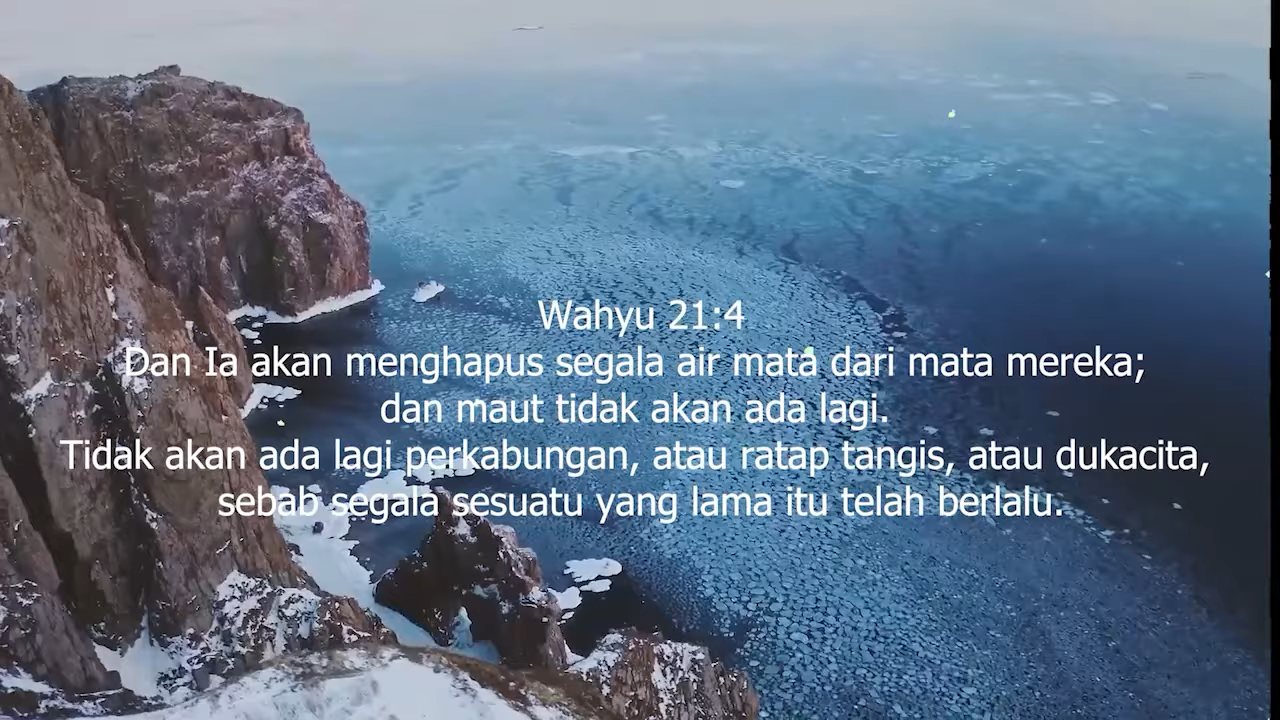 Wahyu 21:4
Dan Ia akan menghapus segala air mata dari mata mereka;
dan maut tidak akan ada lagi.
Tidak akan ada lagi perkabungan, atau ratap tangis, atau dukacita,
sebab segala sesuatu yang lama itu telah berlalu.